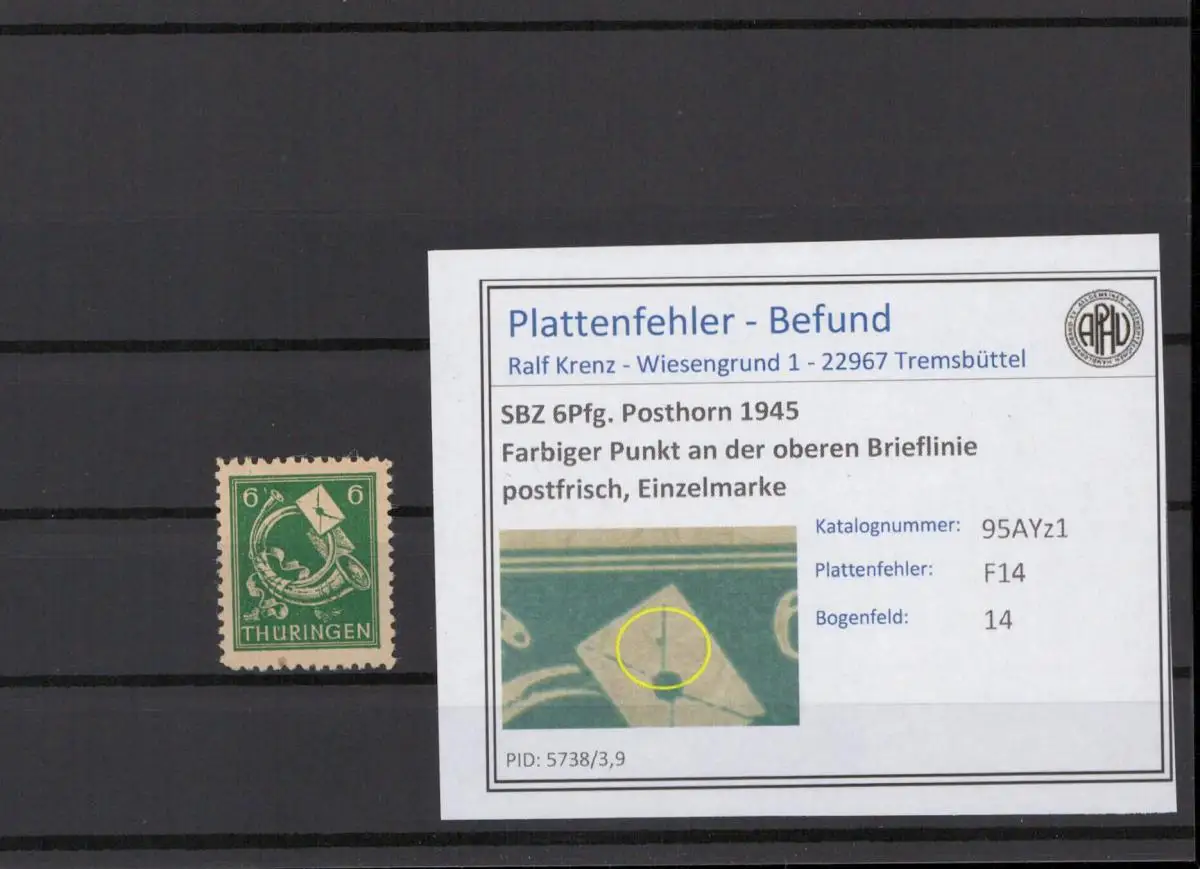 6 6
THÜRINGEN
Plattenfehler - Befund
Ralf Krenz - Wiesengrund 1 - 22967 Tremsbüttel
APHV
SBZ 6Pfg. Posthorn 1945
Farbiger Punkt an der oberen Brieflinie
postfrisch, Einzelmarke
Katalognummer: 95AYz1
Plattenfehler: F14
Bogenfeld: 14
PID: 5738/3,9